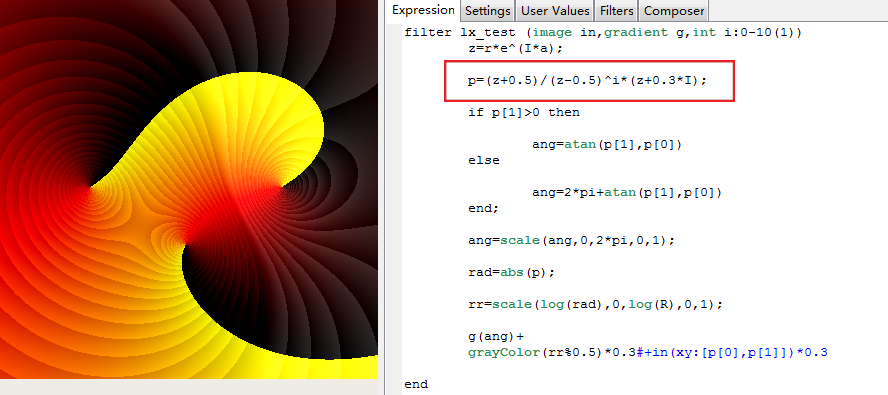 Expression Settings User Values Filters Composer
filter lx_test (image in,gradient g,int i:0-10(1))
z=r*e^(I*a);
p=(z+0.5)/(z-0.5)^i*(z+0.3*I);
if p[1]>0 then
ang=atan(p[1],p[0])
else
ang=2*pi+atan(p[1],p[0])
end;
ang=scale(ang,0,2*pi,0,1);
rad=abs(p);
rr=scale(log(rad),0,log(R),0,1);
g(ang)+
grayColor(rr%0.5)*0.3#+in(xy:[p[0],p[1]])*0.3
end